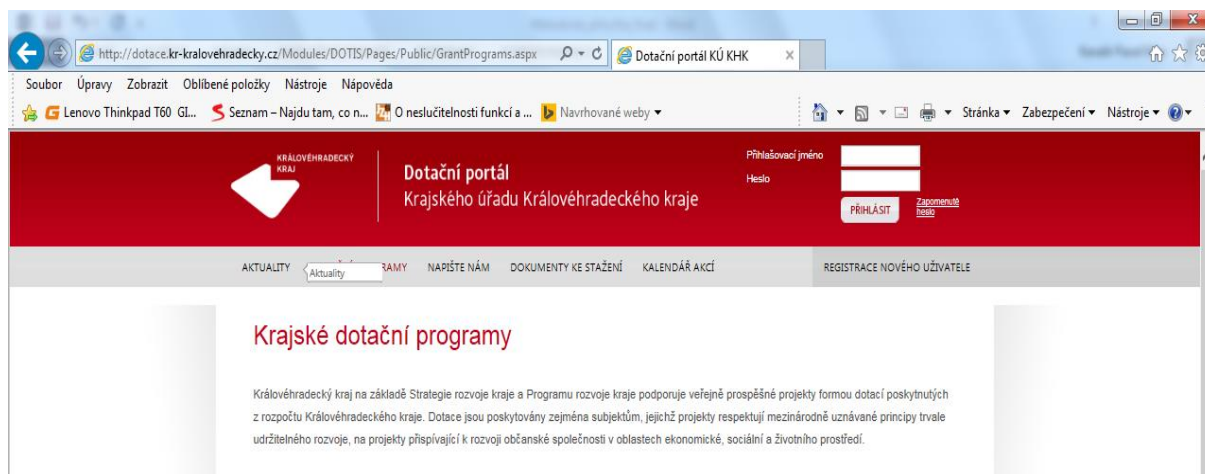 http://dotace.kr-kralovehradecky.cz/Modules/DOTIS/Pages/Public/GrantPrograms.aspx
Dotační portál KÚ KHK
Soubor Úpravy Zobrazit Oblíbené položky Nástroje Nápověda
Lenovo Thinkpad T60 GI... Seznam – Najdu tam, co n... O neslučitelnosti funkcí a ... Navrhované weby Stránka Zabezpečení Nástroje
KRÁLOVÉHRADECKÝ
KRAJ
Dotační portál
Krajského úřadu Královéhradeckého kraje
Přihlašovací jméno
Heslo
PŘIHLÁSIT
Zapomenuté
heslo
AKTUALITY RAMY NAPIŠTE NÁM DOKUMENTY KE STAŽENÍ KALENDÁŘ AKCÍ REGISTRACE NOVÉHO UŽIVATELE
Aktuality
Krajské dotační programy
Královéhradecký kraj na základě Strategie rozvoje kraje a Programu rozvoje kraje podporuje veřejně prospěšné projekty formou dotací poskytnutých
z rozpočtu Královéhradeckého kraje. Dotace jsou poskytovány zejména subjektům, jejichž projekty respektují mezinárodně uznávané principy trvale
udržitelného rozvoje, na projekty přispívající k rozvoji občanské společnosti v oblastech ekonomické, sociální a životního prostředí.